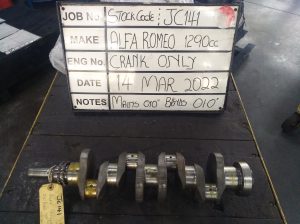 JOB No. STOCK Code: JC141
MAKE ALFA ROMEO 1290cc
ENG No. CRANK ONLY
DATE 14 MAR 2022
NOTES MAINS 010" B/ENDS 010"